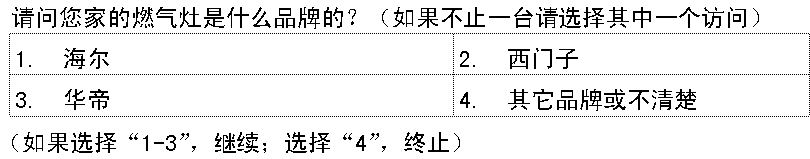 请问您家的燃气灶是什么品牌的？（如果不止一台请选择其中一个访问）
1. 海尔 2. 西门子
3. 华帝 4. 其它品牌或不清楚
（如果选择“1-3”，继续；选择“4”，终止）